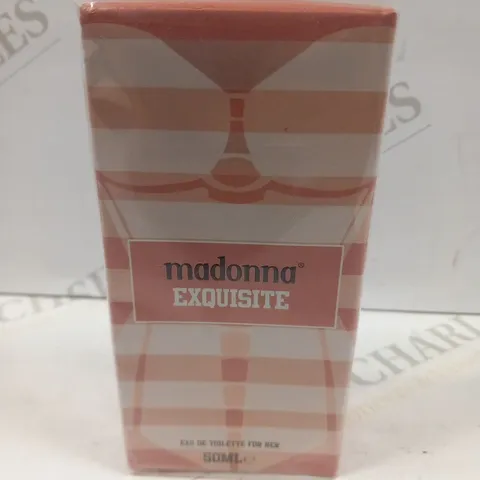 madonna®
EXQUISITE
EAU DE TOILETTE FOR HER
50ML